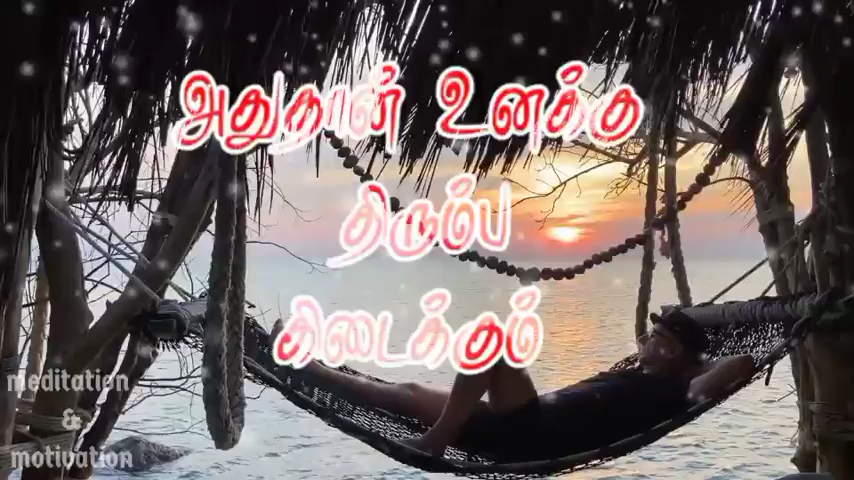 அதுதான் உனக்கு
திரும்ப
கிடைக்கும்
meditation
&
motivation